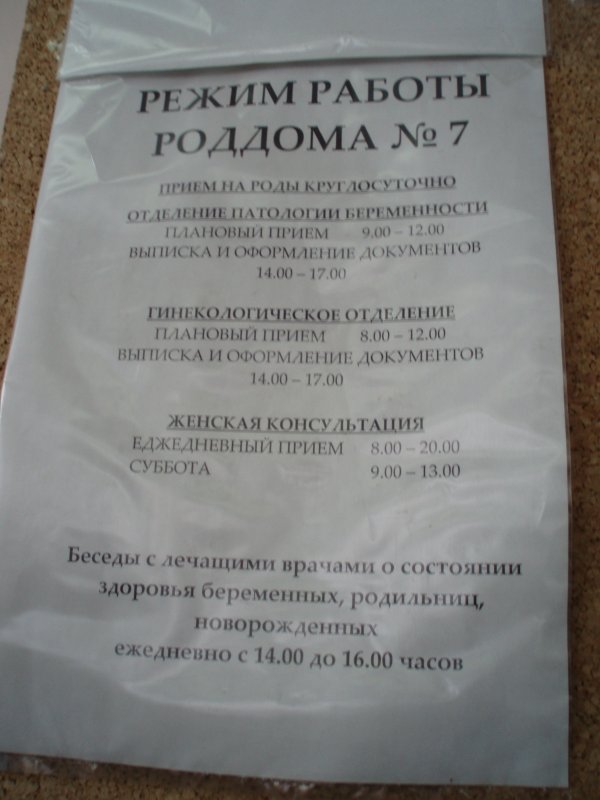 РЕЖИМ РАБОТЫ
РОДДОМА № 7
ПРИЕМ НА РОДЫ КРУГЛОСУТОЧНО
ОТДЕЛЕНИЕ ПАТОЛОГИИ БЕРЕМЕННОСТИ
ПЛАНОВЫЙ ПРИЕМ 9.00 – 12.00
ВЫПИСКА И ОФОРМЛЕНИЕ ДОКУМЕНТОВ
14.00 – 17.00
ГИНЕКОЛОГИЧЕСКОЕ ОТДЕЛЕНИЕ
ПЛАНОВЫЙ ПРИЕМ 8.00 – 12.00
ВЫПИСКА И ОФОРМЛЕНИЕ ДОКУМЕНТОВ
14.00 – 17.00
ЖЕНСКАЯ КОНСУЛЬТАЦИЯ
ЕДЖЕДНЕВНЫЙ ПРИЕМ 8.00 – 20.00
СУББОТА 9.00 – 13.00
Беседы с лечащими врачами о состоянии
здоровья беременных, родильниц,
новорожденных
ежедневно с 14.00 до 16.00 часов